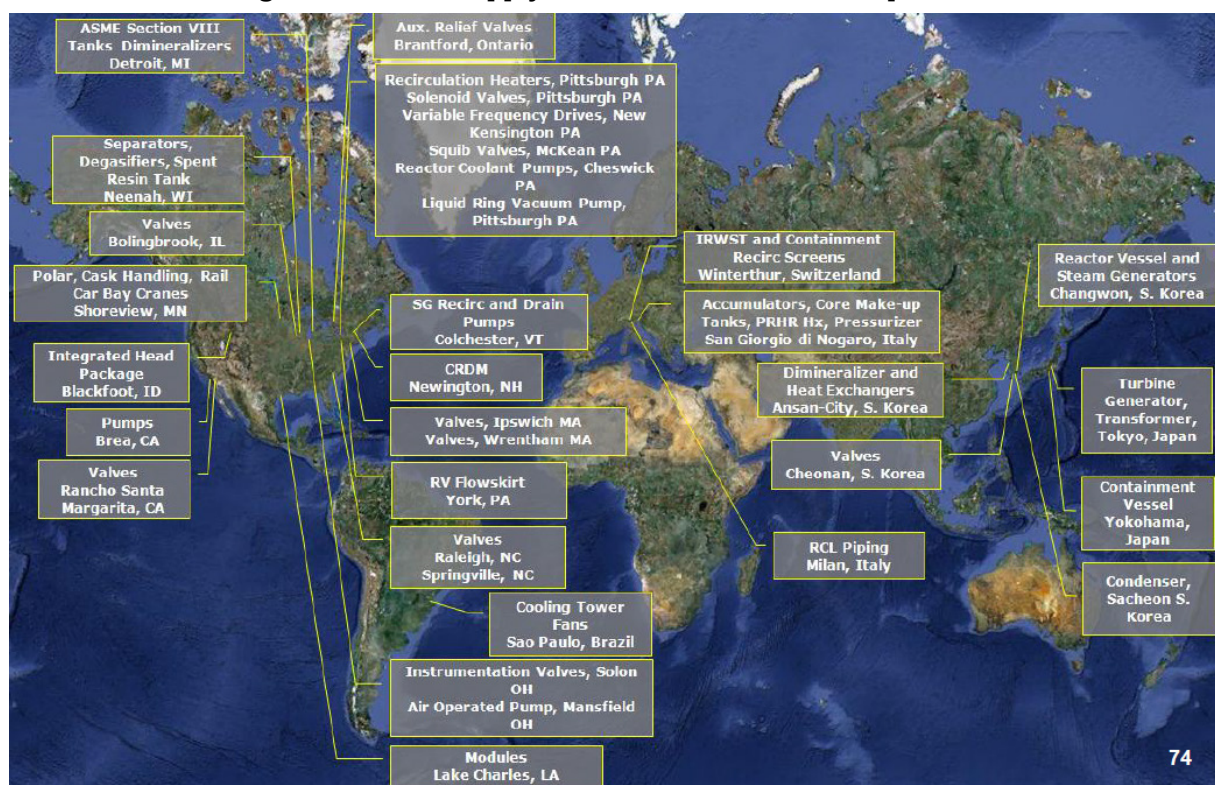 ASME Section VIII
Tanks Dimineralizers
Detroit, MI
Aux. Relief Valves
Brantford, Ontario
Recirculation Heaters, Pittsburgh PA
Solenoid Valves, Pittsburgh PA
Variable Frequency Drives, New
Kensington PA
Squib Valves, McKean PA
Reactor Coolant Pumps, Cheswick
PA
Liquid Ring Vacuum Pump,
Pittsburgh PA
Separators,
Degasifiers, Spent
Resin Tank
Neenah, WI
Valves
Bolingbrook, IL
Polar, Cask Handling, Rail
Car Bay Cranes
Shoreview, MN
Integrated Head
Package
Blackfoot, ID
Pumps
Brea, CA
Valves
Rancho Santa
Margarita, CA
SG Recirc and Drain
Pumps
Colchester, VT
CRDM
Newington, NH
Valves, Ipswich MA
Valves, Wrentham MA
RV Flowskirt
York, PA
Valves
Raleigh, NC
Springville, NC
Cooling Tower
Fans
Sao Paulo, Brazil
Instrumentation Valves, Solon
OH
Air Operated Pump, Mansfield
OH
Modules
Lake Charles, LA
IRWST and Containment
Recirc Screens
Winterthur, Switzerland
Accumulators, Core Make-up
Tanks, PRHR Hx, Pressurizer
San Giorgio di Nogaro, Italy
Dimineralizer and
Heat Exchangers
Ansan-City, S. Korea
Valves
Cheonan, S. Korea
RCL Piping
Milan, Italy
Reactor Vessel and
Steam Generators
Changwon, S. Korea
Turbine
Generator,
Transformer,
Tokyo, Japan
Containment
Vessel
Yokohama,
Japan
Condenser,
Sacheon S.
Korea
74